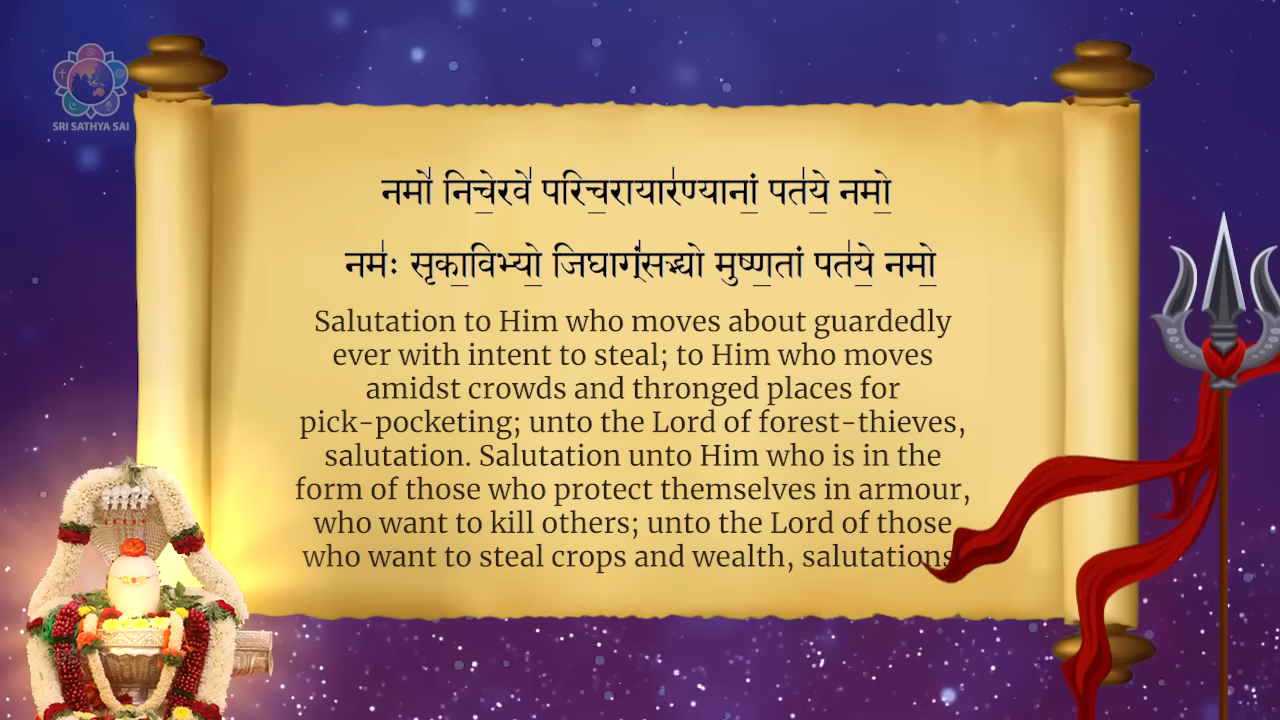 SRI SATHYA SAI
नमो॑ निचे॒रवे॑ परिच॒रायार॑ण्यानां॒ पत॑ये॒ नमो॒
नमः॑ सृका॒विभ्यो॒ जिघाग्ं॑सद्भ्यो मुष्ण॒तां पत॑ये॒ नमो॒
Salutation to Him who moves about guardedly
ever with intent to steal; to Him who moves
amidst crowds and thronged places for
pick-pocketing; unto the Lord of forest-thieves,
salutation. Salutation unto Him who is in the
form of those who protect themselves in armour,
who want to kill others; unto the Lord of those
who want to steal crops and wealth, salutations